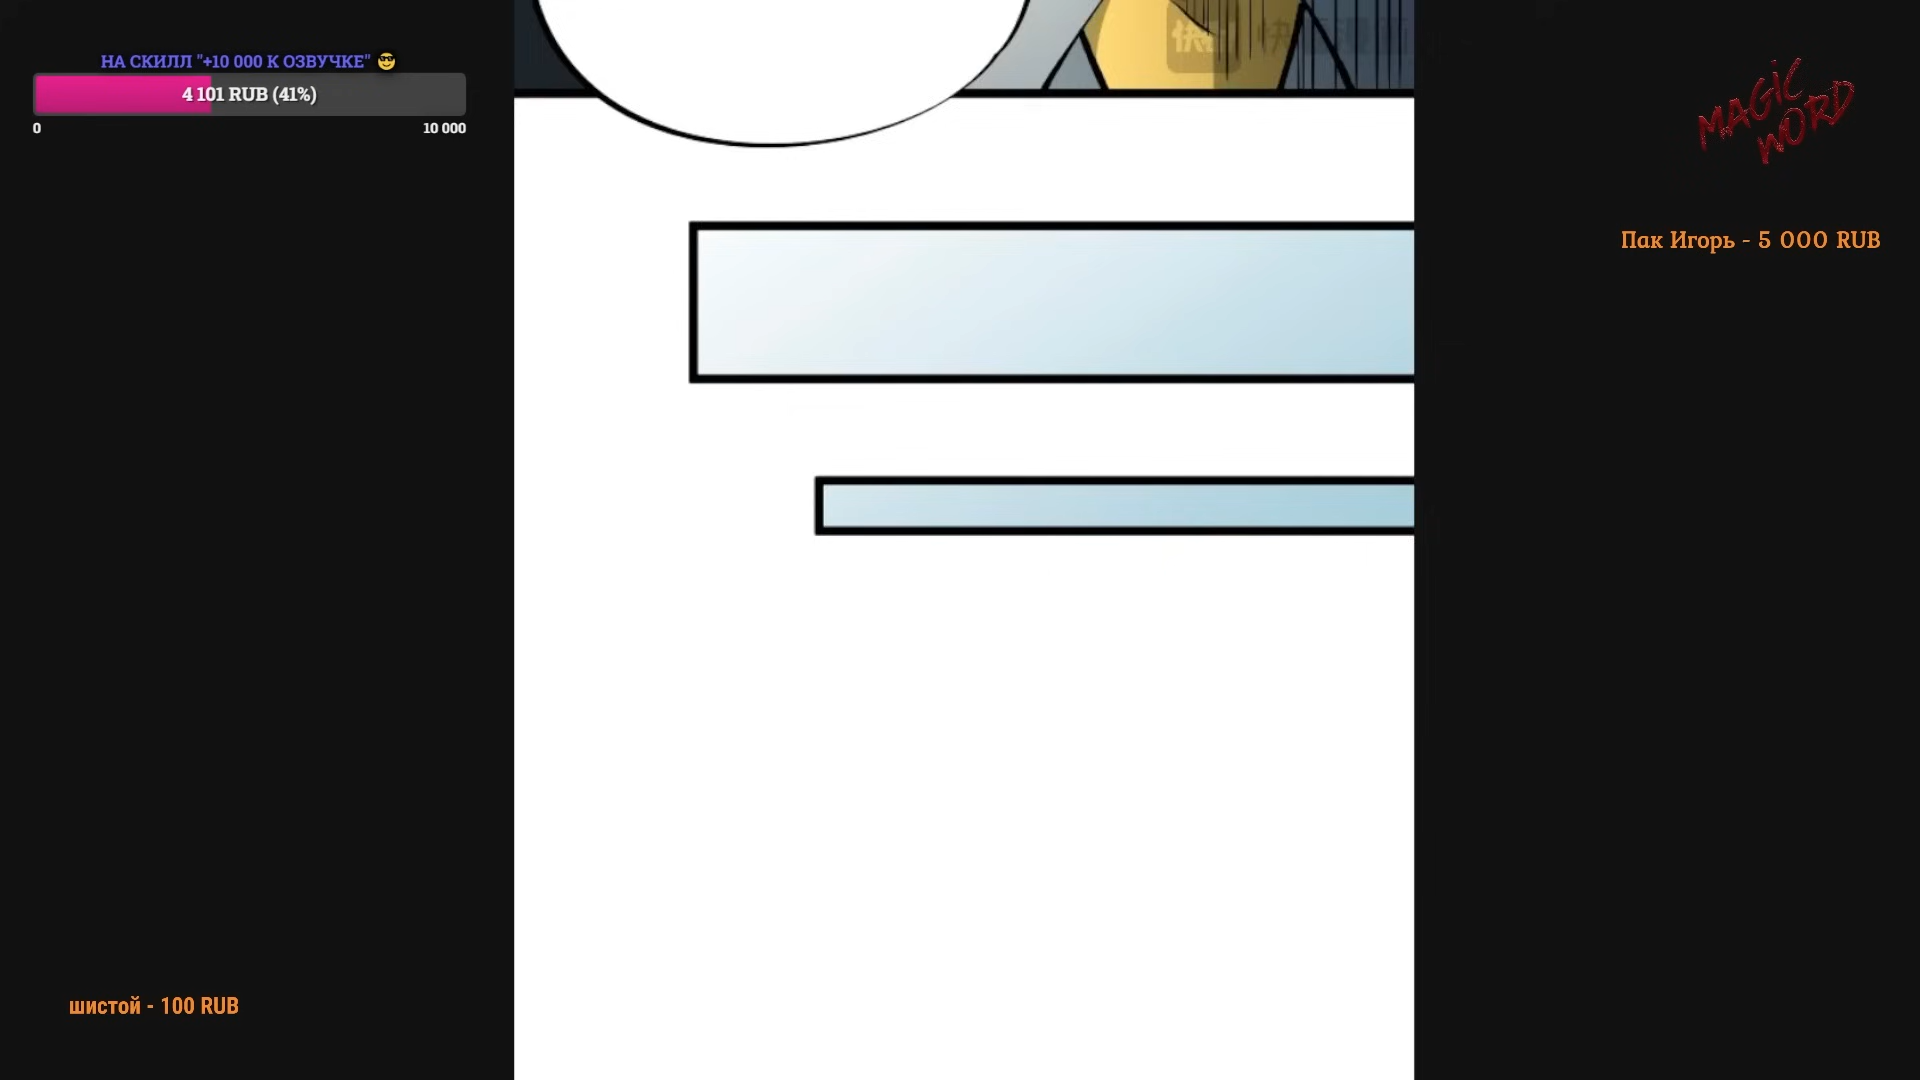 НА СКИЛЛ "+10 000 К ОЗВУЧКЕ" 😎
4 101 RUB (41%)
0 10 000
MAGIC
WORD
Пак Игорь - 5 000 RUB
шистой - 100 RUB